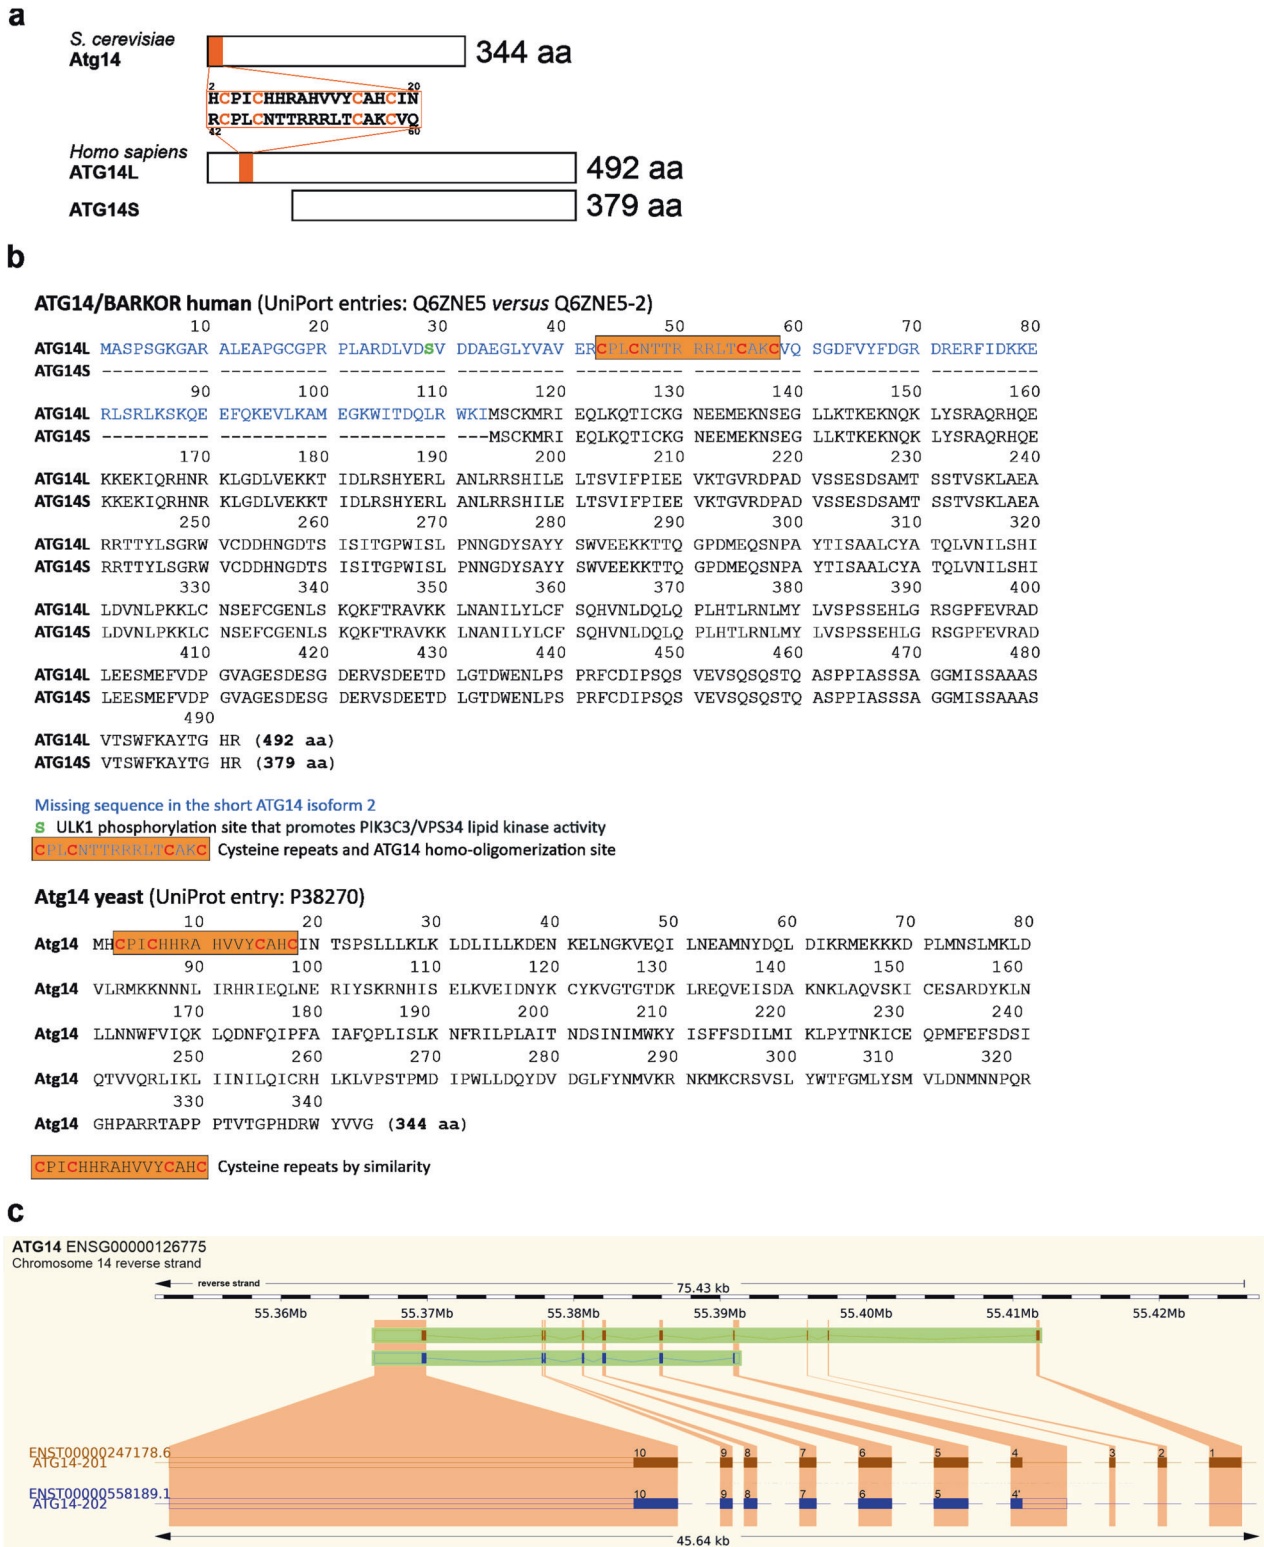 a
S. cerevisiae
Atg14
344 aa
2 20
HCPICHHRAHVVYCAHCIN
RCPLCNTTRRRLTCAKCVQ
42 60
Homo sapiens
ATG14L
492 aa
ATG14S
379 aa
b
ATG14/BARKOR human (UniPort entries: Q6ZNE5 versus Q6ZNE5-2)
10 20 30 40 50 60 70 80
ATG14L MASPSGKGAR ALEAPGCGPR PLARDLVDSV DDAEGLYVAV ERCPLCNTTR RRLTCAKCVQ SGDFVYFDGR DRERFIDKKE
ATG14S ---------- ---------- ---------- ---------- ---------- ---------- ---------- ----------
90 100 110 120 130 140 150 160
ATG14L RLSRLKSKQE EFQKEVLKAM EGKWITDQLR WKIMSCKMRI EQLKQTICKG NEEMEKNSEG LLKTKEKNQK LYSRAQRHQE
ATG14S ---------- ---------- ---------- ---MSCKMRI EQLKQTICKG NEEMEKNSEG LLKTKEKNQK LYSRAQRHQE
170 180 190 200 210 220 230 240
ATG14L KKEKIQRHNR KLGDLVEKKT IDLRSHYERL ANLRRSHILE LTSVIFPIEE VKTGVRDPAD VSSESDSAMT SSTVSKLAEA
ATG14S KKEKIQRHNR KLGDLVEKKT IDLRSHYERL ANLRRSHILE LTSVIFPIEE VKTGVRDPAD VSSESDSAMT SSTVSKLAEA
250 260 270 280 290 300 310 320
ATG14L RRTTYLSGRW VCDDHNGDTS ISITGPWISL PNNGDYSAYY SWVEEKKTTQ GPDMEQSNPA YTISAALCYA TQLVNILSHI
ATG14S RRTTYLSGRW VCDDHNGDTS ISITGPWISL PNNGDYSAYY SWVEEKKTTQ GPDMEQSNPA YTISAALCYA TQLVNILSHI
330 340 350 360 370 380 390 400
ATG14L LDVNLPKKLC NSEFCGENLS KQKFTRAVKK LNANILYLCF SQHVNLDQLQ PLHTLRNLMY LVSPSSEHLG RSGPFEVRAD
ATG14S LDVNLPKKLC NSEFCGENLS KQKFTRAVKK LNANILYLCF SQHVNLDQLQ PLHTLRNLMY LVSPSSEHLG RSGPFEVRAD
410 420 430 440 450 460 470 480
ATG14L LEESMEFVDP GVAGESDESG DERVSDEETD LGTDWENLPS PRFCDIPSQS VEVSQSQSTQ ASPPIASSSA GGMISSAAAS
ATG14S LEESMEFVDP GVAGESDESG DERVSDEETD LGTDWENLPS PRFCDIPSQS VEVSQSQSTQ ASPPIASSSA GGMISSAAAS
490
ATG14L VTSWFKAYTG HR (492 aa)
ATG14S VTSWFKAYTG HR (379 aa)
Missing sequence in the short ATG14 isoform 2
S ULK1 phosphorylation site that promotes PIK3C3/VPS34 lipid kinase activity
CPLCNTTRRRLTCAKC Cysteine repeats and ATG14 homo-oligomerization site
Atg14 yeast (UniProt entry: P38270)
10 20 30 40 50 60 70 80
Atg14 MHCPICHHRA HVVYCAHCIN TSPSLLLKLK LDLILLKDEN KELNGKVEQI LNEAMNYDQL DIKRMEKKKD PLMNSLMKLD
90 100 110 120 130 140 150 160
Atg14 VLRMKKNNNL IRHRIEQLNE RIYSKRNHIS ELKVEIDNYK CYKVGTGTDK LREQVEISDA KNKLAQVSKI CESARDYKLN
170 180 190 200 210 220 230 240
Atg14 LLNNWFVIQK LQDNFQIPFA IAFQPLISLK NFRILPLAIT NDSINIMWKY ISFFSDILMI KLPYTNKICE QPMFEFSDSI
250 260 270 280 290 300 310 320
Atg14 QTVVQRLIKL IINILQICRH LKLVPSTPMD IPWLLDQYDV DGLFYNMVKR NKMKCRSVSL YWTFGMLYSM VLDNMNNPQR
330 340
Atg14 GHPARRTAPP PTVTGPHDRW YVVG (344 aa)
CPICHHRAHVVYCAHC Cysteine repeats by similarity
c
ATG14 ENSG00000126775
Chromosome 14 reverse strand
reverse strand 75.43 kb
55.36Mb 55.37Mb 55.38Mb 55.39Mb 55.40Mb 55.41Mb 55.42Mb
ENST00000247178.6
ATG14-201
10 9 8 7 6 5 4 3 2 1
ENST00000558189.1
ATG14-202
10 9 8 7 6 5 4'
45.64 kb